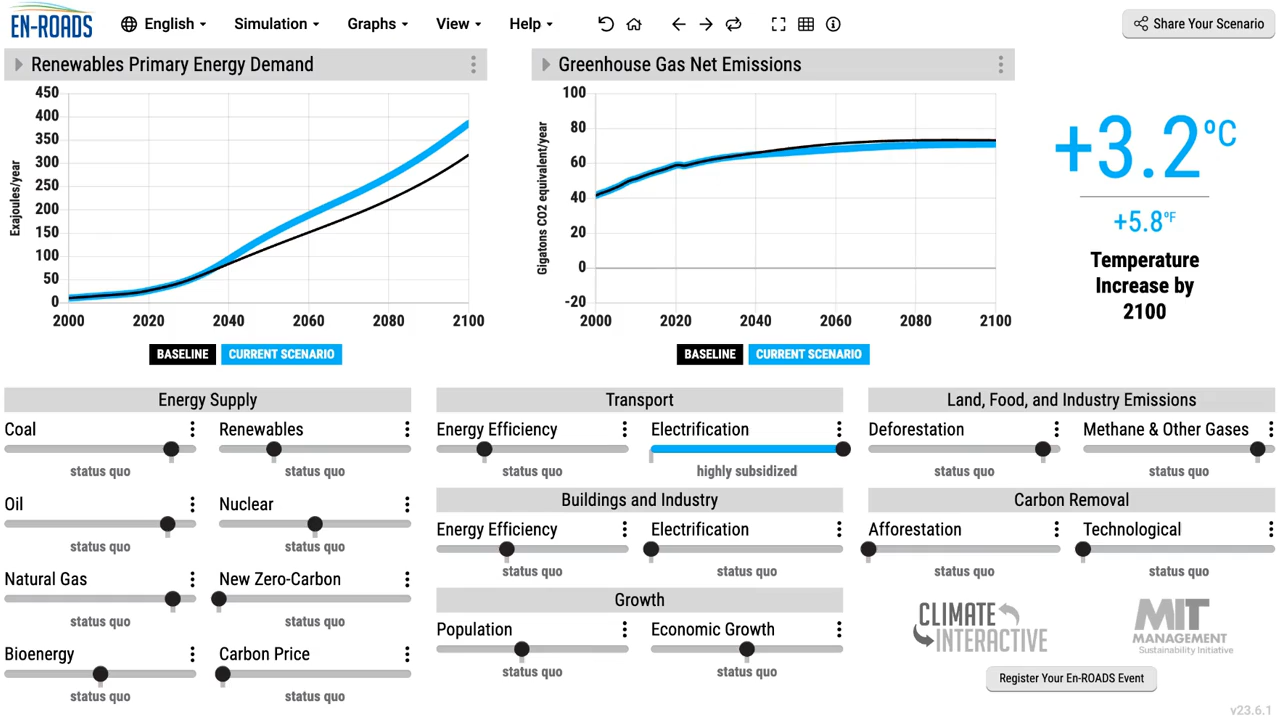 EN-ROADS
English
Simulation
Graphs
View
Help
Share Your Scenario
Renewables Primary Energy Demand
Exajoules/year
450
400
350
300
250
200
150
100
50
0
2000 2020 2040 2060 2080 2100
BASELINE
CURRENT SCENARIO
Greenhouse Gas Net Emissions
Gigatons CO2 equivalent/year
100
80
60
40
20
0
-20
2000 2020 2040 2060 2080 2100
BASELINE
CURRENT SCENARIO
+3.2°C
+5.8°F
Temperature
Increase by
2100
Energy Supply
Coal
status quo
Renewables
status quo
Oil
status quo
Nuclear
status quo
Natural Gas
status quo
New Zero-Carbon
status quo
Bioenergy
status quo
Carbon Price
status quo
Transport
Energy Efficiency
status quo
Electrification
highly subsidized
Buildings and Industry
Energy Efficiency
status quo
Electrification
status quo
Growth
Population
status quo
Economic Growth
status quo
Land, Food, and Industry Emissions
Deforestation
status quo
Methane & Other Gases
status quo
Carbon Removal
Afforestation
status quo
Technological
status quo
CLIMATE
INTERACTIVE
MIT
MANAGEMENT
Sustainability Initiative
Register Your En-ROADS Event
v23.6.1